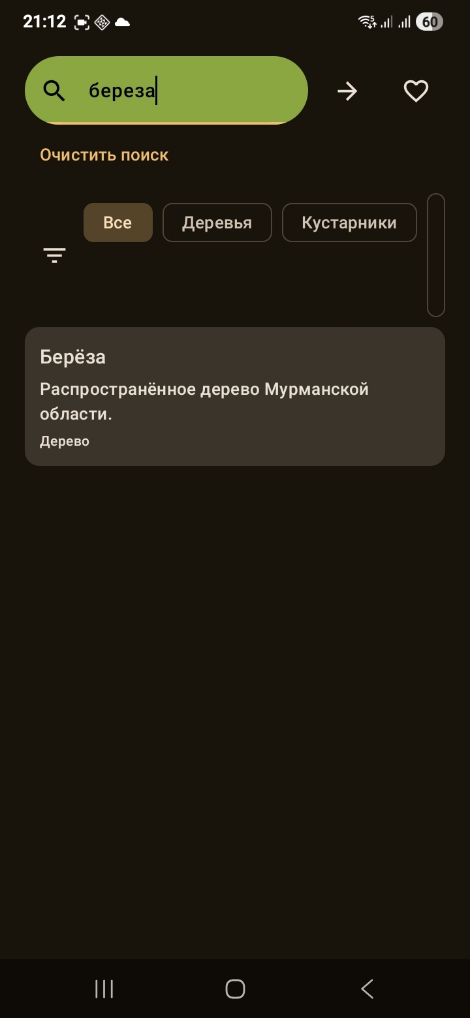 21:12
60
береза
Очистить поиск
Все
Деревья
Кустарники
Берёза
Распространённое дерево Мурманской
области.
Дерево